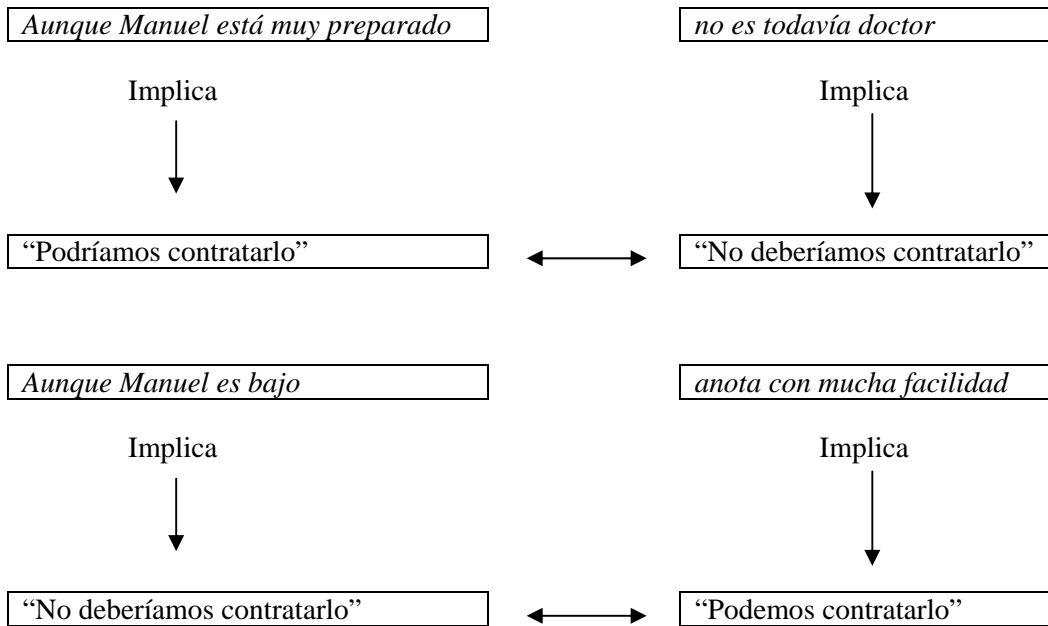 Aunque Manuel está muy preparado
no es todavía doctor
Implica
Implica
“Podríamos contratarlo”
“No deberíamos contratarlo”
Aunque Manuel es bajo
anota con mucha facilidad
Implica
Implica
“No deberíamos contratarlo”
“Podemos contratarlo”